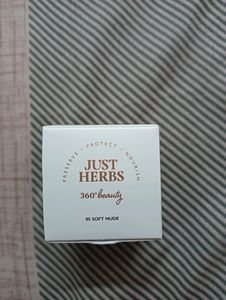 PRESERVE • PROTECT • NOURISH
JUST
HERBS
360° beauty
05 SOFT NUDE